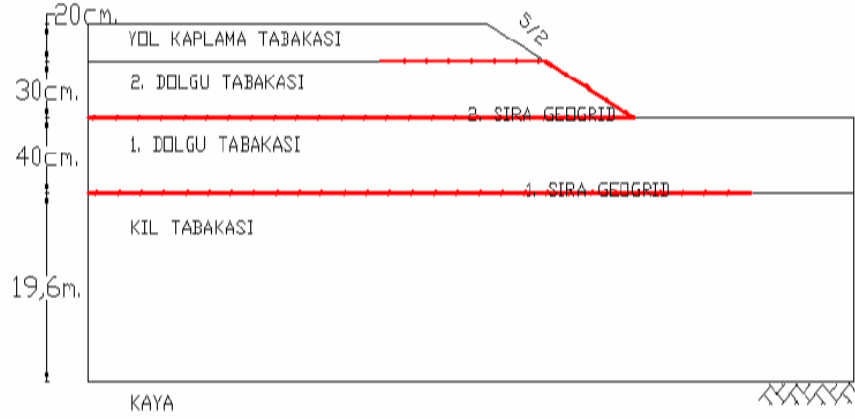 20cm.
5/2
YOL KAPLAMA TABAKASI
30cm.
2. DOLGU TABAKASI
2. SIRA GEOGRID
40cm.
1. DOLGU TABAKASI
1. SIRA GEOGRID
KIL TABAKASI
19,6m.
KAYA